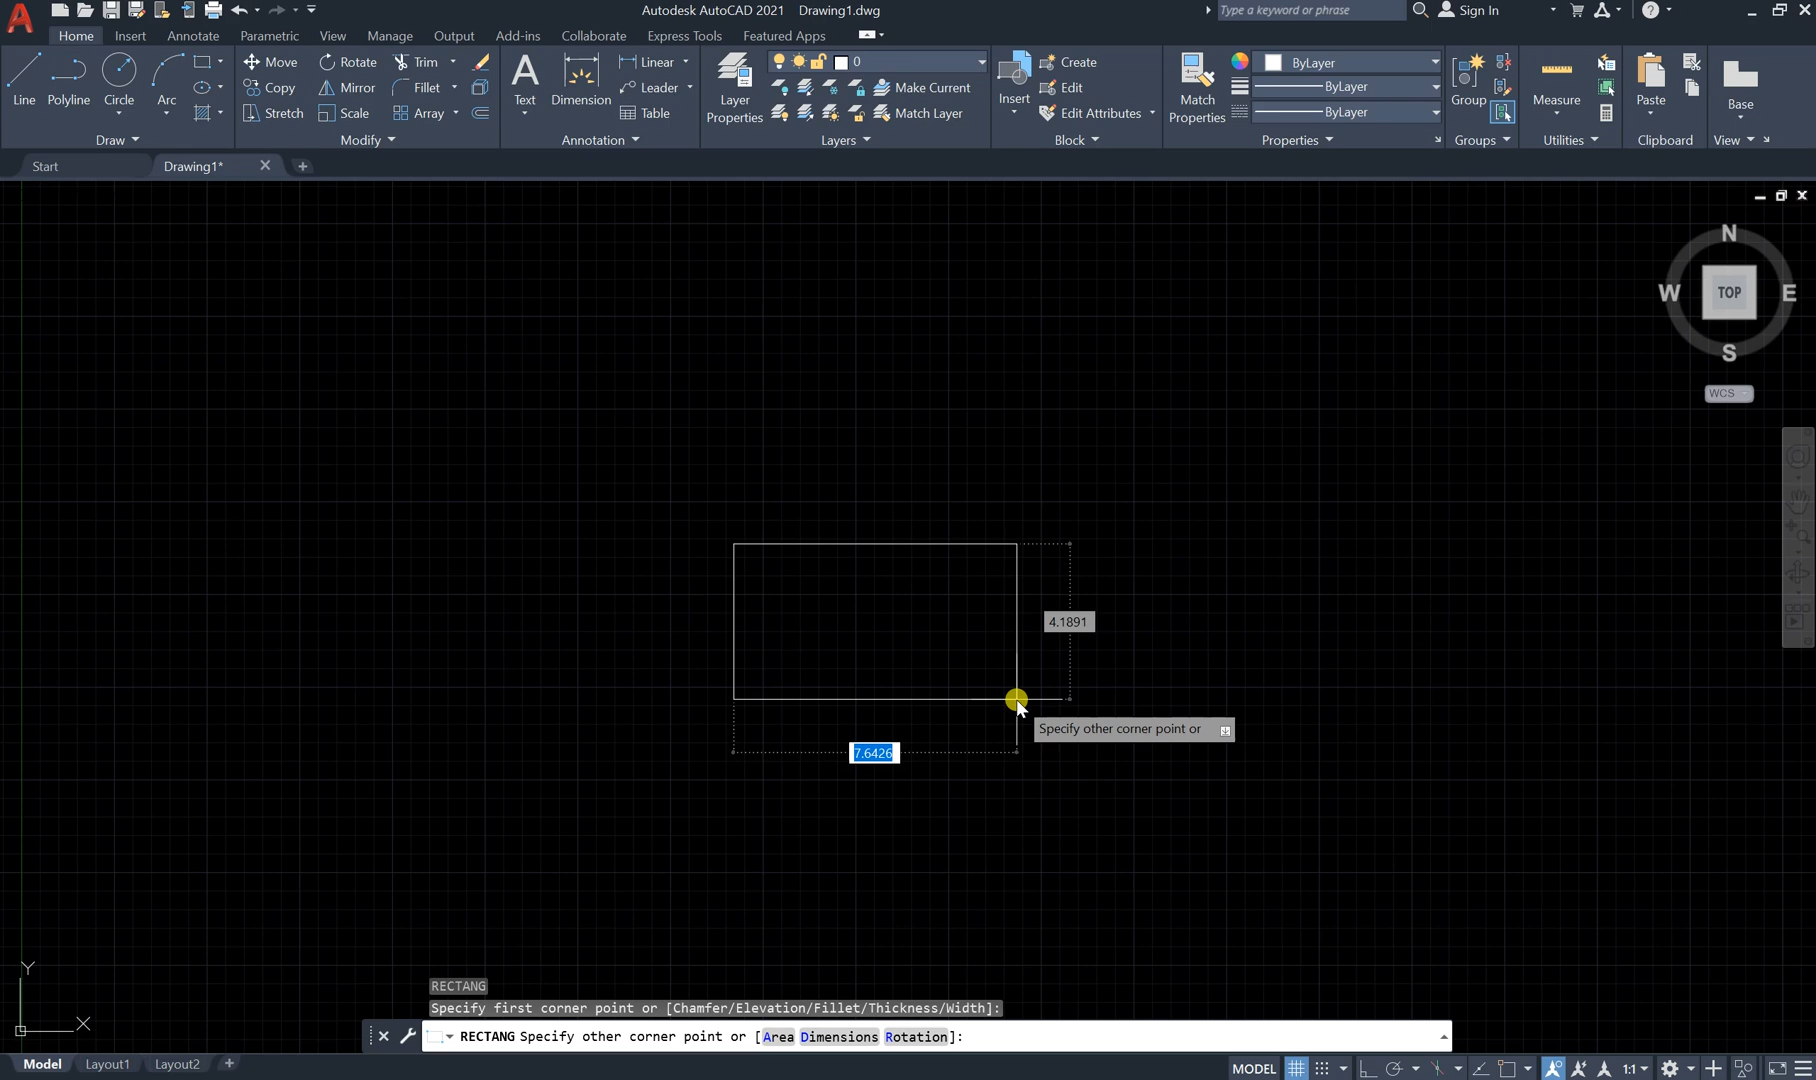 Autodesk AutoCAD 2021 Drawing1.dwg Type a keyword or phrase Sign In
Home Insert Annotate Parametric View Manage Output Add-ins Collaborate Express Tools Featured Apps
Line Polyline Circle Arc
Draw
Move Rotate Trim
Copy Mirror Fillet
Stretch Scale Array
Modify
Text Dimension
Linear
Leader
Table
Annotation
Layer
Properties
0
Make Current
Match Layer
Layers
Insert
Create
Edit
Edit Attributes
Block
Match
Properties
ByLayer
ByLayer
ByLayer
Properties
Group
Groups
Measure
Utilities
Paste
Clipboard
Base
View
Start Drawing1*
N
W TOP E
S
WCS
4.1891
Specify other corner point or
7.6426
Y
X
RECTANG
Specify first corner point or [Chamfer/Elevation/Fillet/Thickness/Width]:
RECTANG Specify other corner point or [Area Dimensions Rotation]:
Model Layout1 Layout2
MODEL 1:1